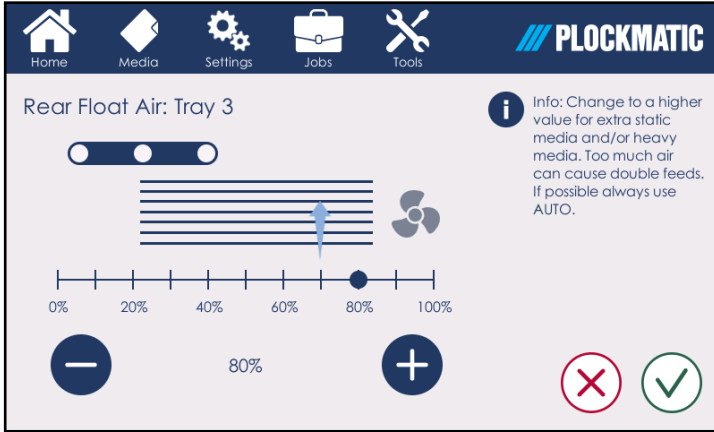 Home
Media
Settings
Jobs
Tools
PLOCKMATIC
Rear Float Air: Tray 3
i
Info: Change to a higher
value for extra static
media and/or heavy
media. Too much air
can cause double feeds.
If possible always use
AUTO.
0%
20%
40%
60%
80%
100%
80%